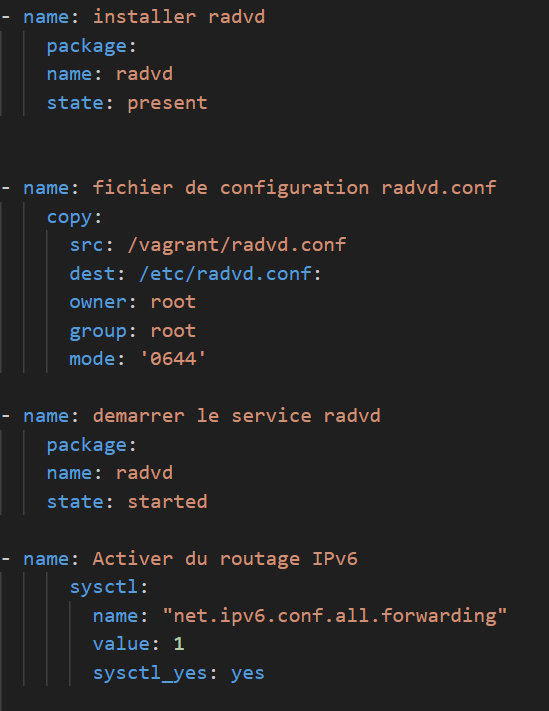 - name: installer radvd
    package:
    name: radvd
    state: present
- name: fichier de configuration radvd.conf
    copy:
      src: /vagrant/radvd.conf
      dest: /etc/radvd.conf:
      owner: root
      group: root
      mode: '0644'
- name: demarrer le service radvd
    package:
    name: radvd
    state: started
- name: Activer du routage IPv6
      sysctl:
        name: "net.ipv6.conf.all.forwarding"
        value: 1
        sysctl_yes: yes